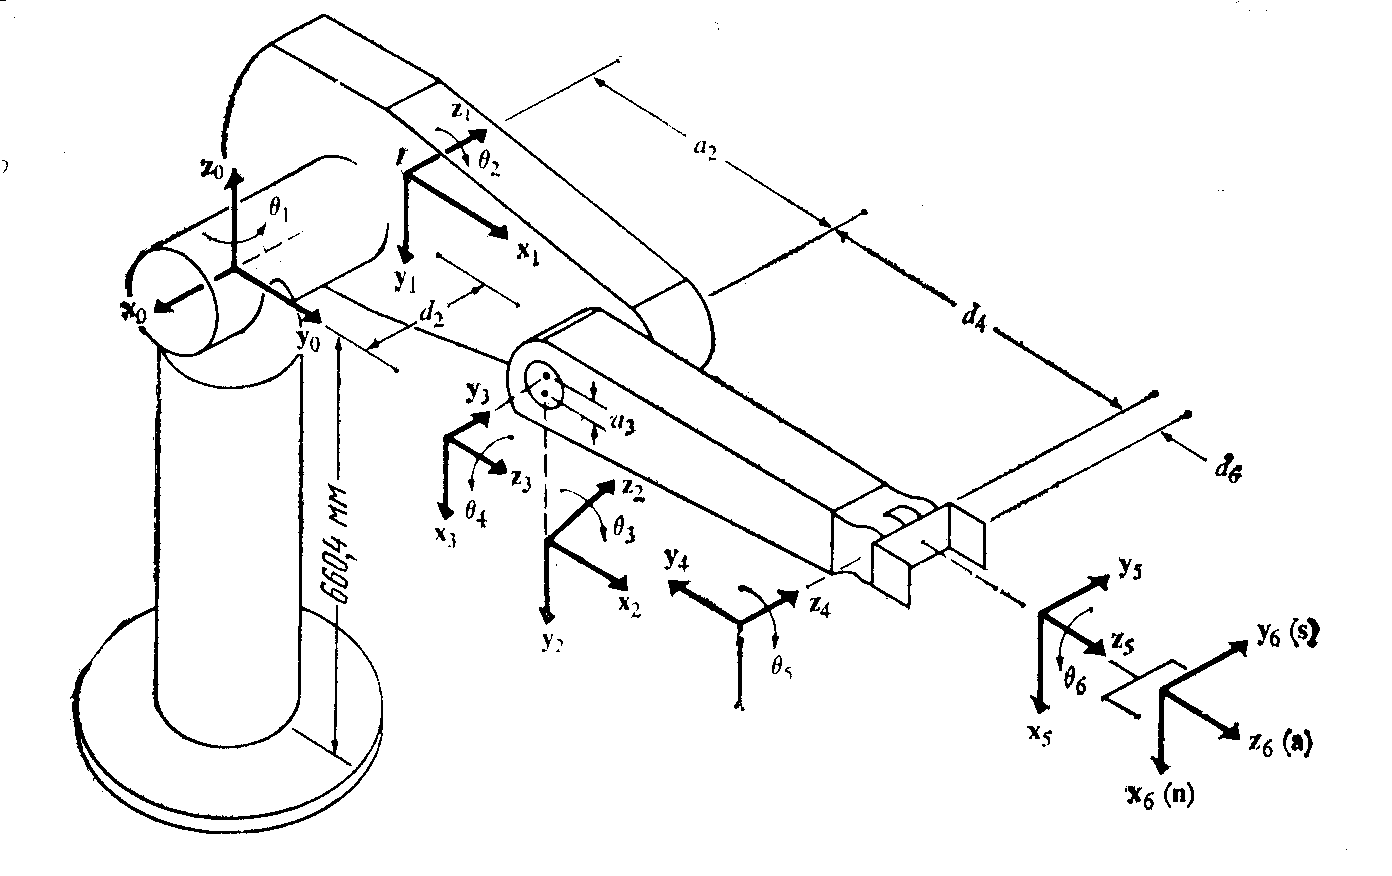 z₁
a₂
z₀
θ₂
θ₁
x₁
x₀
y₁
d₂
y₀
d₄
y₃
a₃
z₃
d₆
z₂
θ₄
x₃
θ₃
6604 мм
y₄
x₂
z₄
y₅
y₂
θ₅
z₅
y₆ (s)
θ₆
x₅
z₆ (a)
x₆ (n)